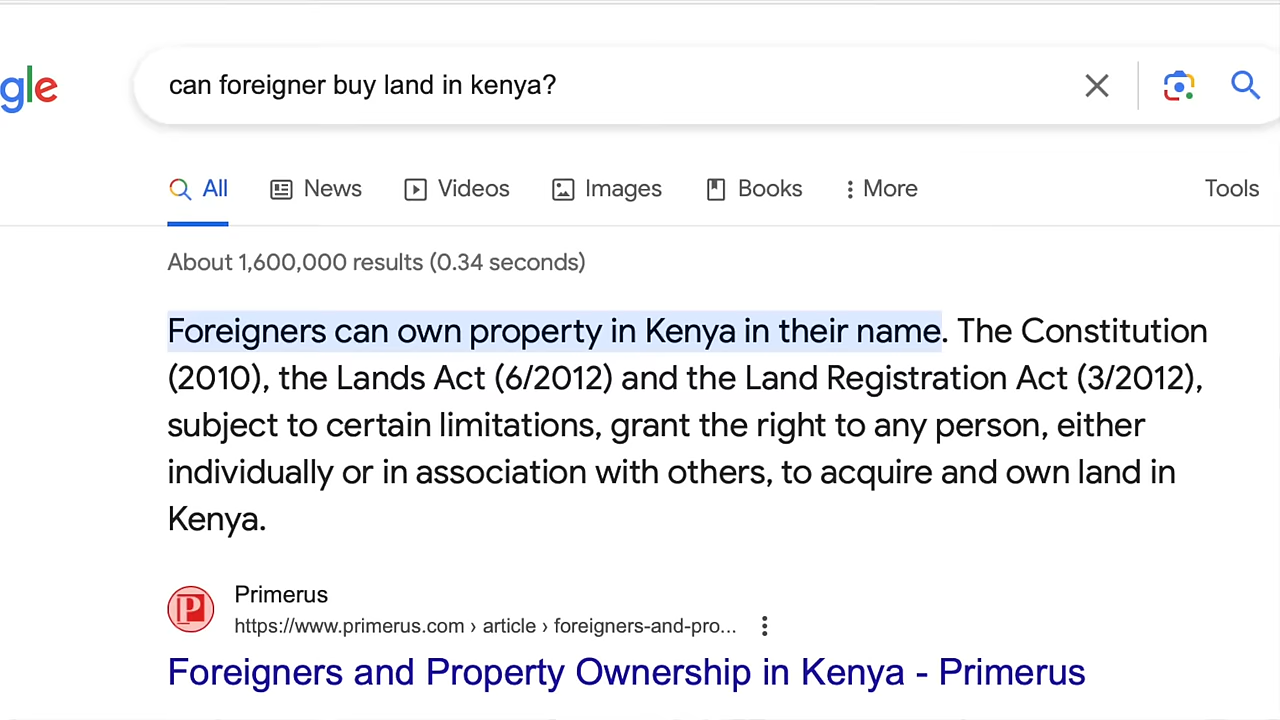 gle
can foreigner buy land in kenya?
All News Videos Images Books More Tools
About 1,600,000 results (0.34 seconds)
Foreigners can own property in Kenya in their name. The Constitution
(2010), the Lands Act (6/2012) and the Land Registration Act (3/2012),
subject to certain limitations, grant the right to any person, either
individually or in association with others, to acquire and own land in
Kenya.
P
Primerus
https://www.primerus.com › article › foreigners-and-pro...
Foreigners and Property Ownership in Kenya - Primerus